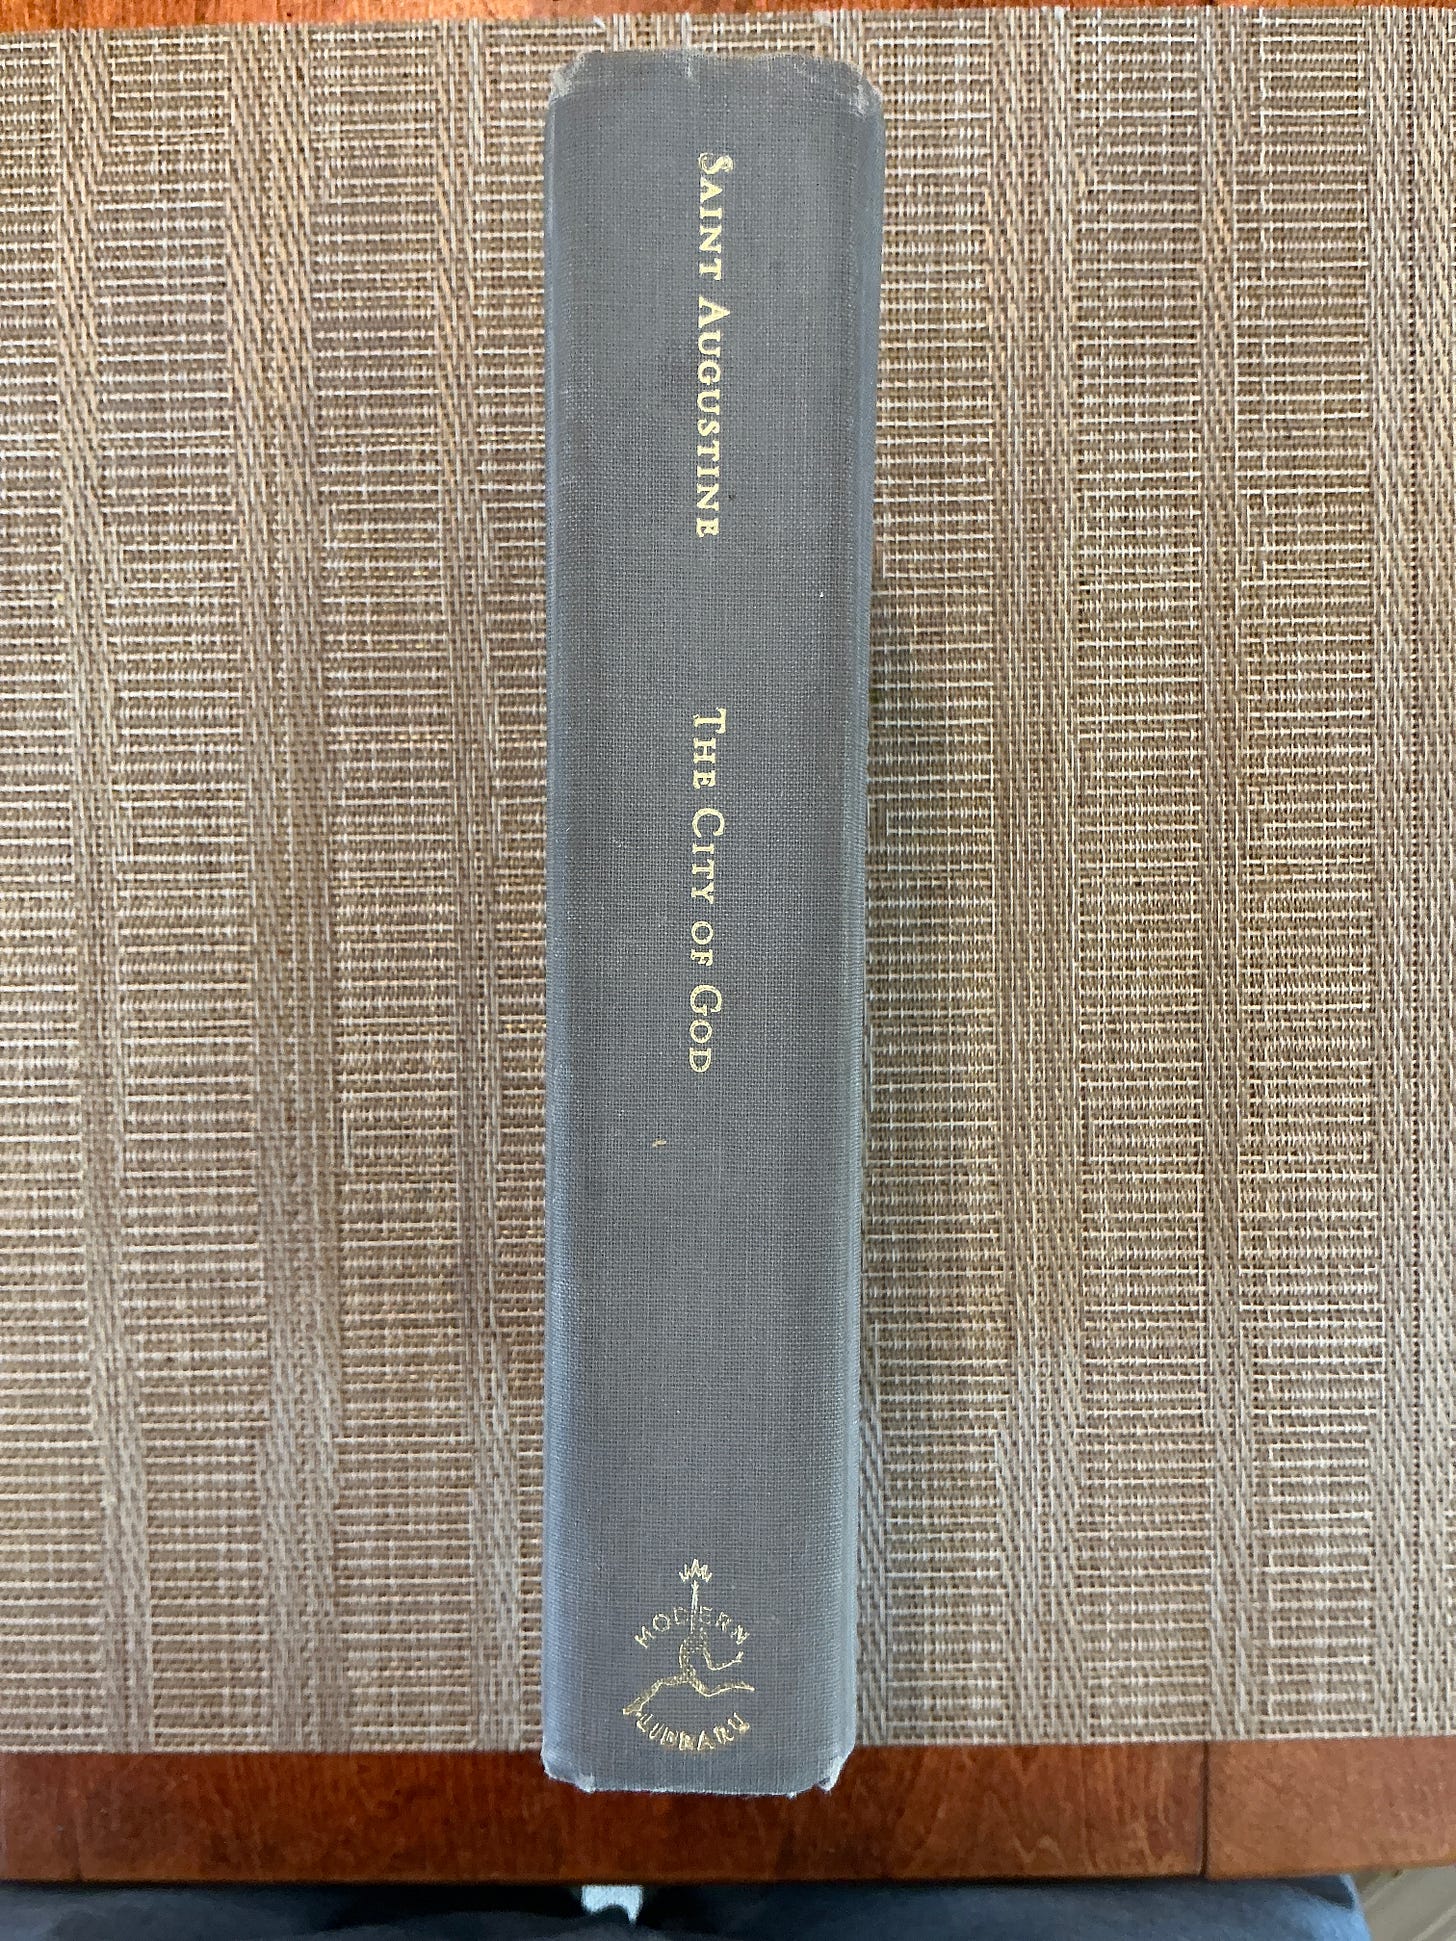 SAINT AUGUSTINE
THE CITY OF GOD
MODERN
LIBRARY